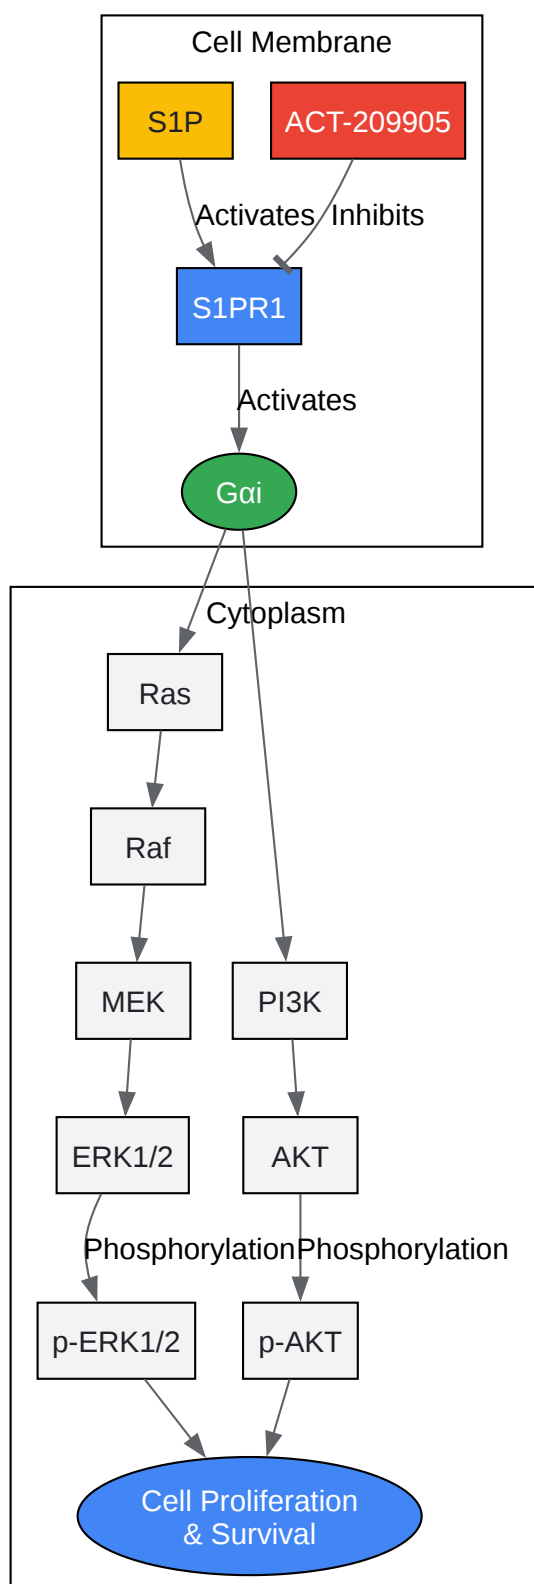 Cell Membrane
S1P
ACT-209905
Activates
Inhibits
S1PR1
Activates
Gαi
Cytoplasm
Ras
Raf
MEK
PI3K
ERK1/2
AKT
Phosphorylation
Phosphorylation
p-ERK1/2
p-AKT
Cell Proliferation
& Survival